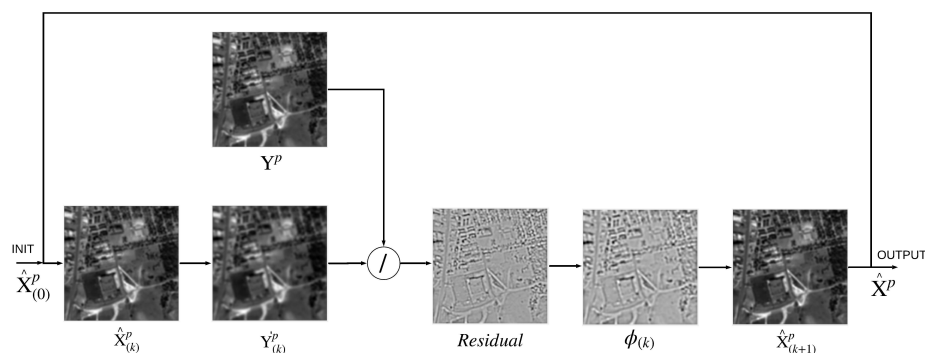 Y^p
INIT
X̂^p_(0)
/
OUTPUT
X̂^p
X̂^p_(k)
Ẏ^p_(k)
Residual
ϕ_(k)
X̂^p_(k+1)